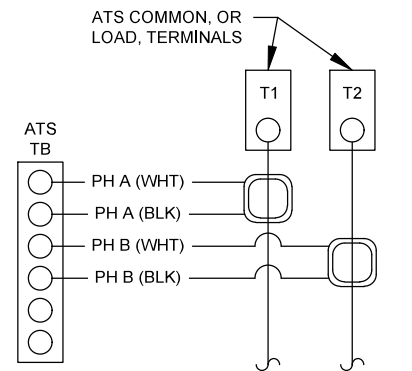 ATS COMMON, OR
LOAD, TERMINALS
T1
T2
ATS
TB
PH A (WHT)
PH A (BLK)
PH B (WHT)
PH B (BLK)